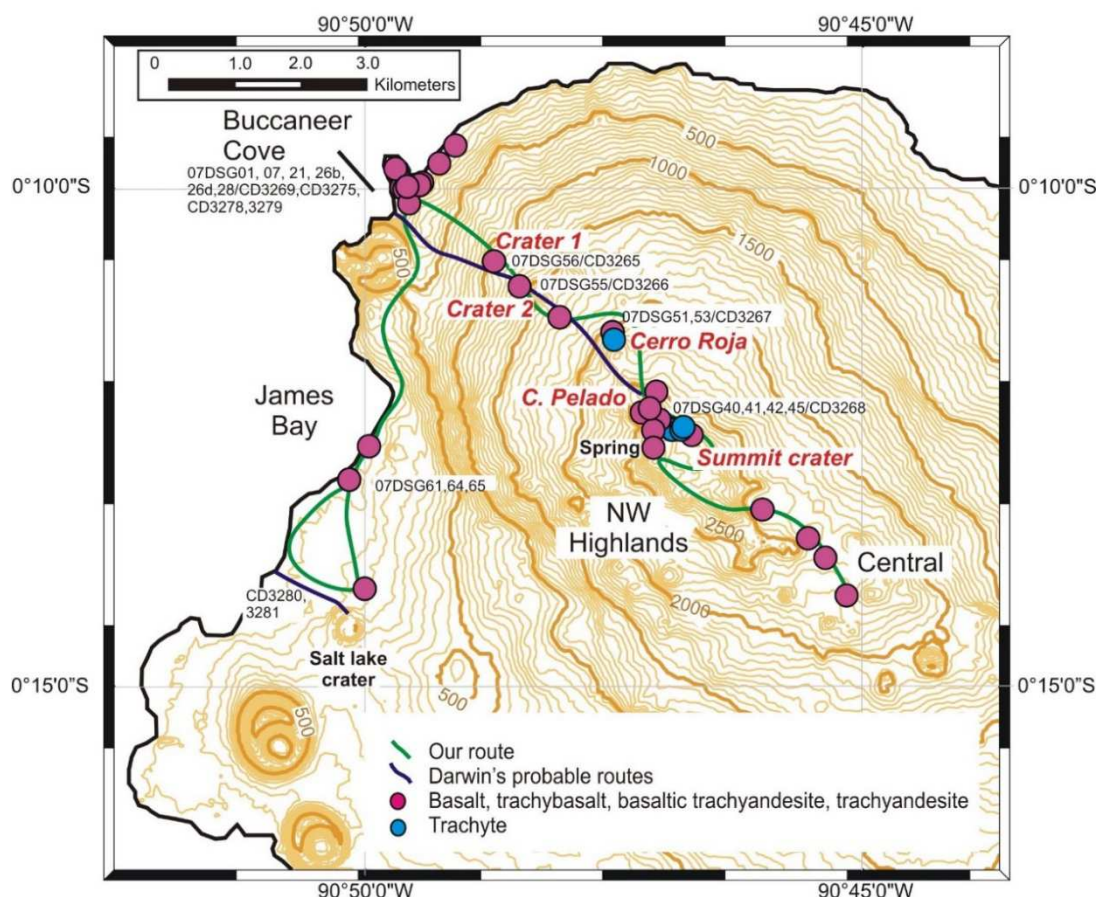 90°50'0"W
90°45'0"W
0 1.0 2.0 3.0
Kilometers
Buccaneer
Cove
07DSG01, 07, 21, 26b,
26d,28/CD3269,CD3275,
CD3278,3279
0°10'0"S
0°10'0"S
500
1000
1500
500
Crater 1
07DSG56/CD3265
07DSG55/CD3266
Crater 2
07DSG51,53/CD3267
Cerro Roja
C. Pelado
07DSG40,41,42,45/CD3268
Spring
Summit crater
James
Bay
07DSG61,64,65
NW
Highlands
2500
Central
2000
CD3280,
3281
Salt lake
crater
0°15'0"S
0°15'0"S
500
500
Our route
Darwin's probable routes
Basalt, trachybasalt, basaltic trachyandesite, trachyandesite
Trachyte
90°50'0"W
90°45'0"W